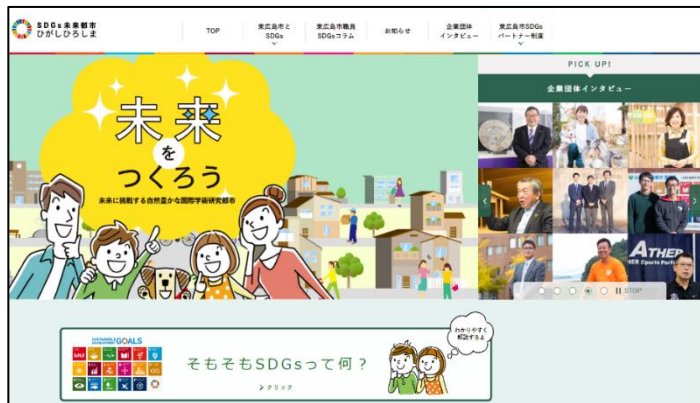 SDGs未来都市
ひがしひろしま
TOP
東広島市と
SDGs
東広島市職員
SDGsコラム
お知らせ
企業団体
インタビュー
東広島市SDGs
パートナー制度
PICK UP!
企業団体インタビュー
未来
を
つくろう
未来に挑戦する自然豊かな国際学術研究都市
ATHER
STOP
SUSTAINABLE
DEVELOPMENT GOALS
そもそもSDGsって何？
クリック
わかりやすく
解説するよ